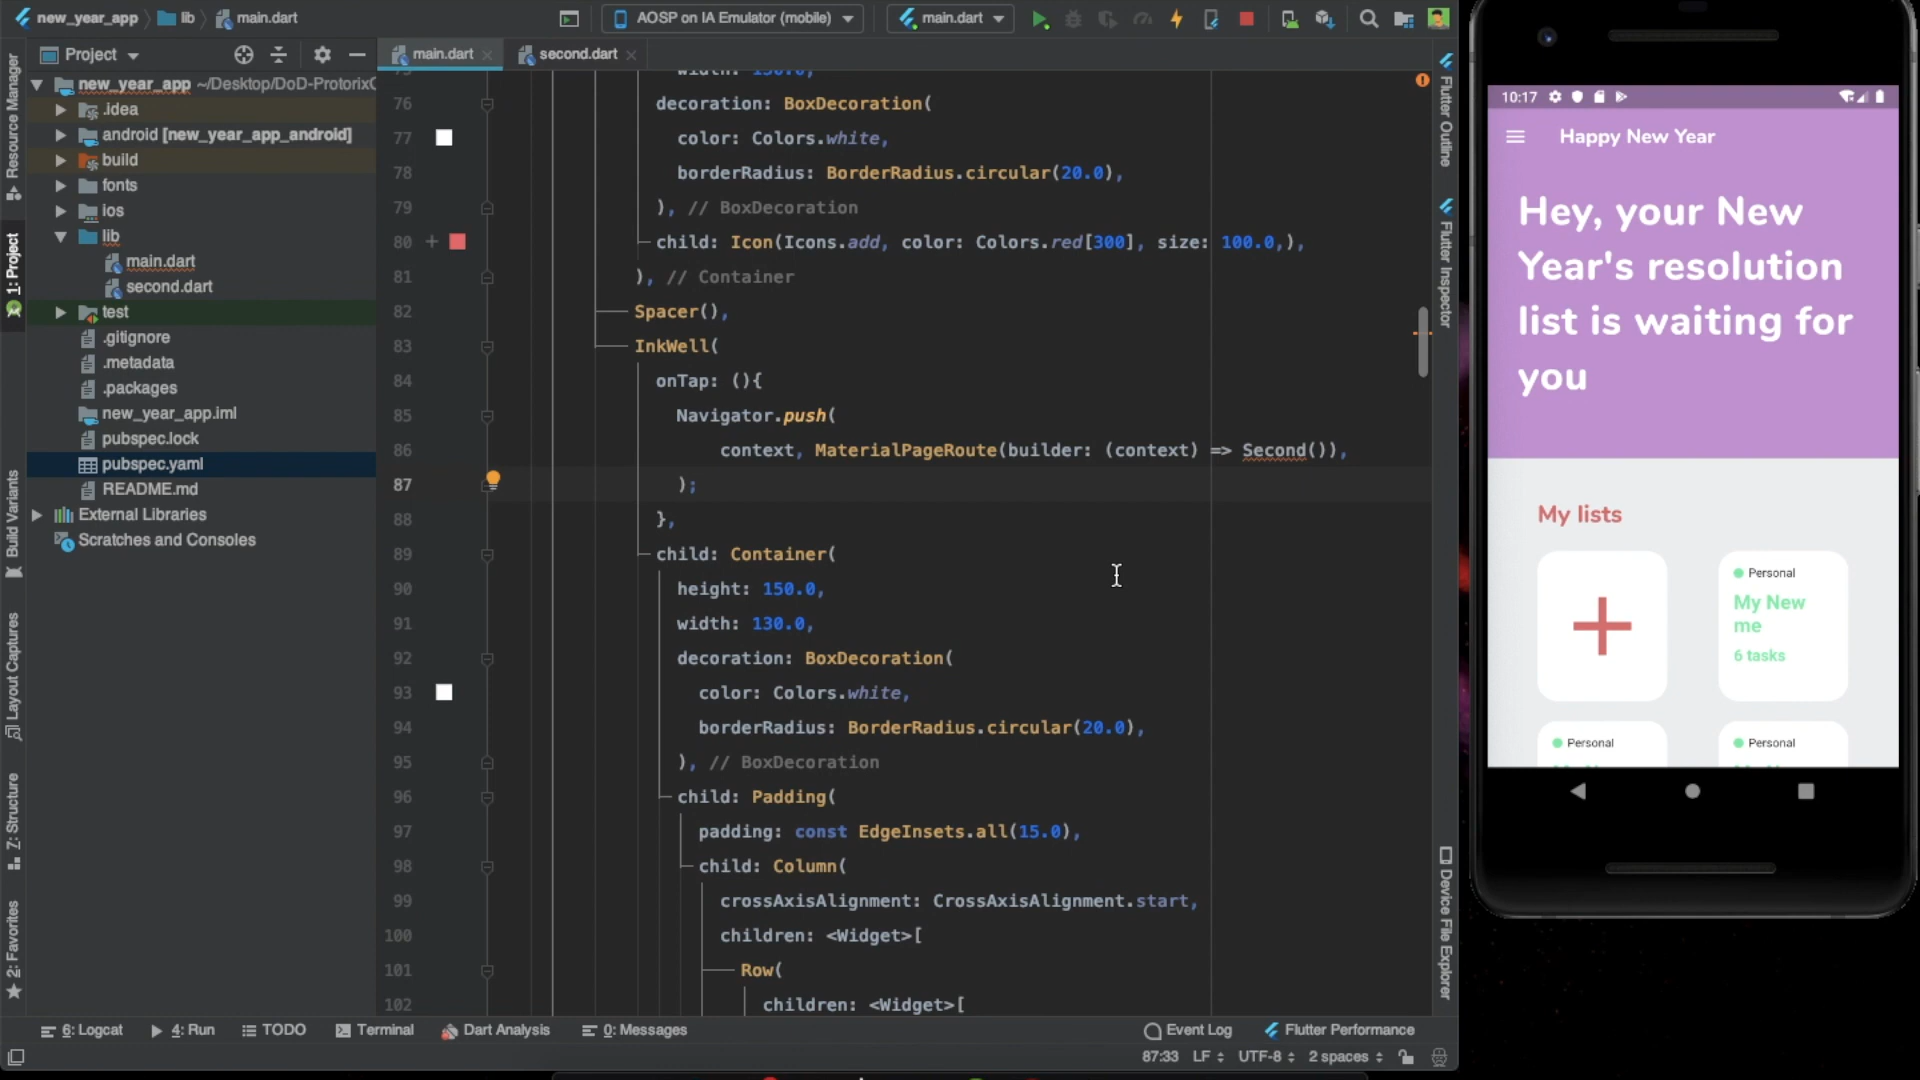 new_year_app lib main.dart
AOSP on IA Emulator (mobile)
main.dart
Project
main.dart
second.dart
new_year_app ~/Desktop/DoD-ProtorixC
.idea
android [new_year_app_android]
build
fonts
ios
lib
main.dart
second.dart
test
.gitignore
.metadata
.packages
new_year_app.iml
pubspec.lock
pubspec.yaml
README.md
External Libraries
Scratches and Consoles
Resource Manager
1: Project
Build Variants
Layout Captures
7: Structure
2: Favorites
75 width: 130.0,
76 decoration: BoxDecoration(
77 color: Colors.white,
78 borderRadius: BorderRadius.circular(20.0),
79 ), // BoxDecoration
80 child: Icon(Icons.add, color: Colors.red[300], size: 100.0,),
81 ), // Container
82 Spacer(),
83 InkWell(
84 onTap: (){
85 Navigator.push(
86 context, MaterialPageRoute(builder: (context) => Second()),
87 );
88 },
89 child: Container(
90 height: 150.0,
91 width: 130.0,
92 decoration: BoxDecoration(
93 color: Colors.white,
94 borderRadius: BorderRadius.circular(20.0),
95 ), // BoxDecoration
96 child: Padding(
97 padding: const EdgeInsets.all(15.0),
98 child: Column(
99 crossAxisAlignment: CrossAxisAlignment.start,
100 children: <Widget>[
101 Row(
102 children: <Widget>[
Flutter Outline
Flutter Inspector
Device File Explorer
6: Logcat
4: Run
TODO
Terminal
Dart Analysis
0: Messages
Event Log
Flutter Performance
87:33 LF UTF-8 2 spaces
10:17
Happy New Year
Hey, your New
Year's resolution
list is waiting for
you
My lists
Personal
My New
me
6 tasks
Personal
Personal